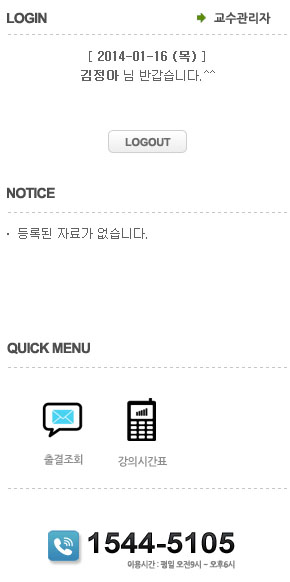 LOGIN 교수관리자
[ 2014-01-16 (목) ]
김정아 님 반갑습니다.^^
LOGOUT
NOTICE
· 등록된 자료가 없습니다.
QUICK MENU
출결조회 강의시간표
1544-5105
이용시간 : 평일 오전9시 ~ 오후6시